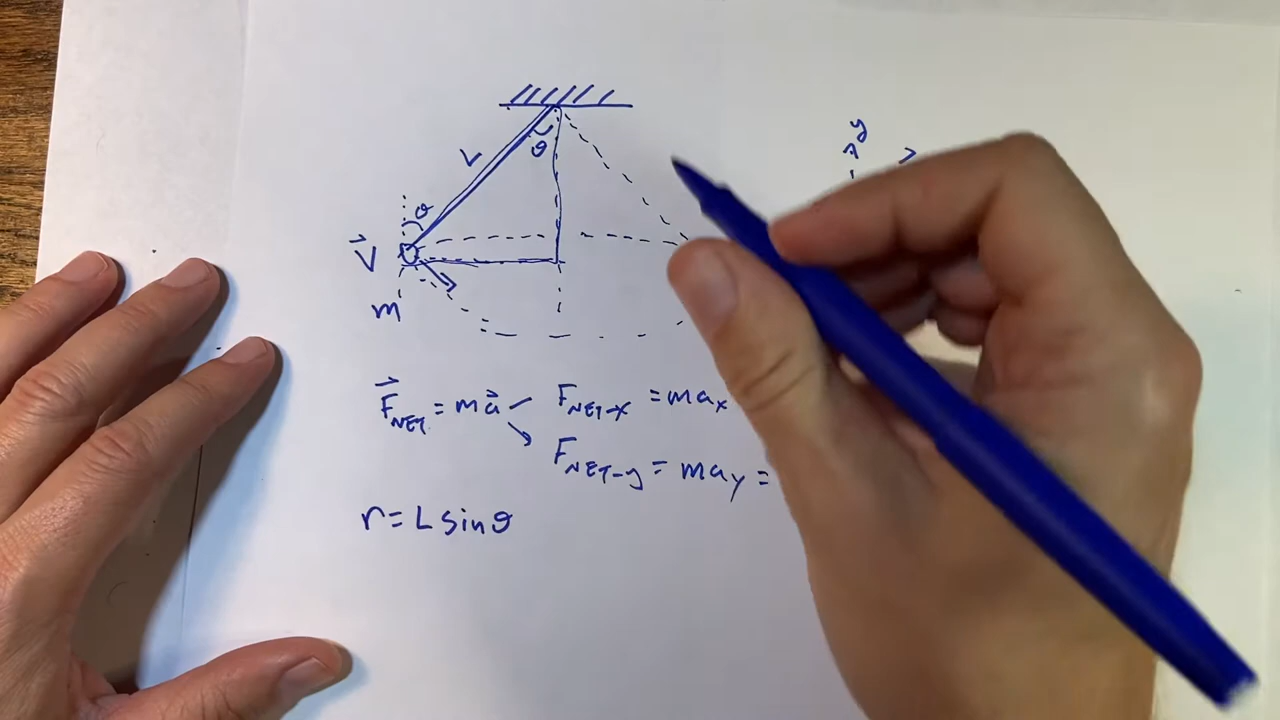 y
θ
L
θ
V
m
F_NET = ma F_NET-x = ma_x
F_NET-y = ma_y =
r = L sin θ